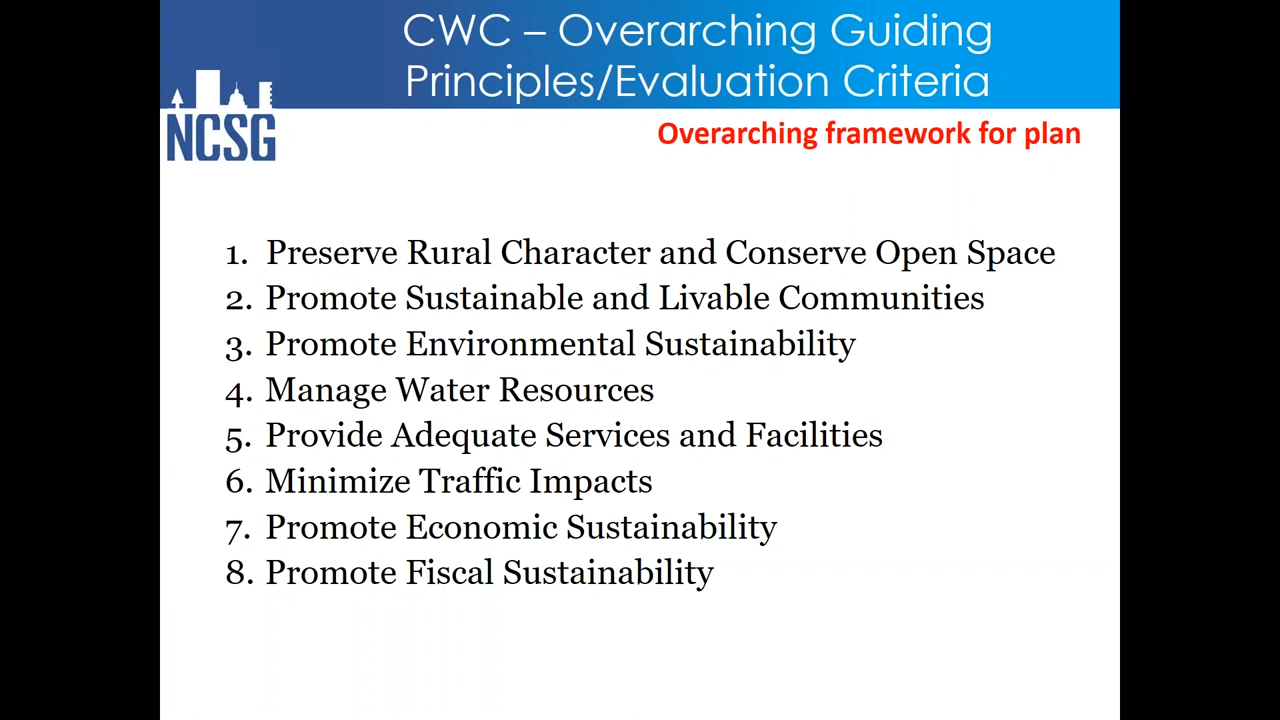 CWC – Overarching Guiding
Principles/Evaluation Criteria
NCSG
Overarching framework for plan
1. Preserve Rural Character and Conserve Open Space
2. Promote Sustainable and Livable Communities
3. Promote Environmental Sustainability
4. Manage Water Resources
5. Provide Adequate Services and Facilities
6. Minimize Traffic Impacts
7. Promote Economic Sustainability
8. Promote Fiscal Sustainability